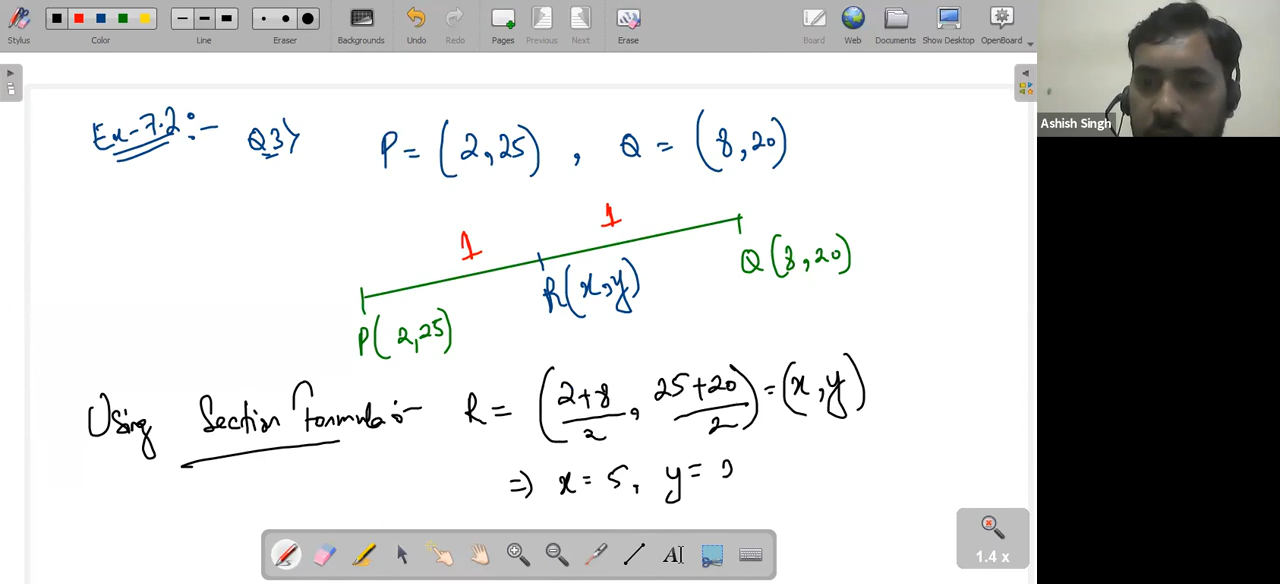 Stylus Color Line Eraser Backgrounds Undo Redo Pages Previous Next Erase Board Web Documents Show Desktop OpenBoard
Ashish Singh
Ex-7.2:- Q3) P = (2,25) , Q = (8,20)
1 1
P(2,25) R(x,y) Q(8,20)
Using Section Formula:- R = (2+8/2, 25+20/2) = (x,y)
=> x = 5, y =
1.4 x